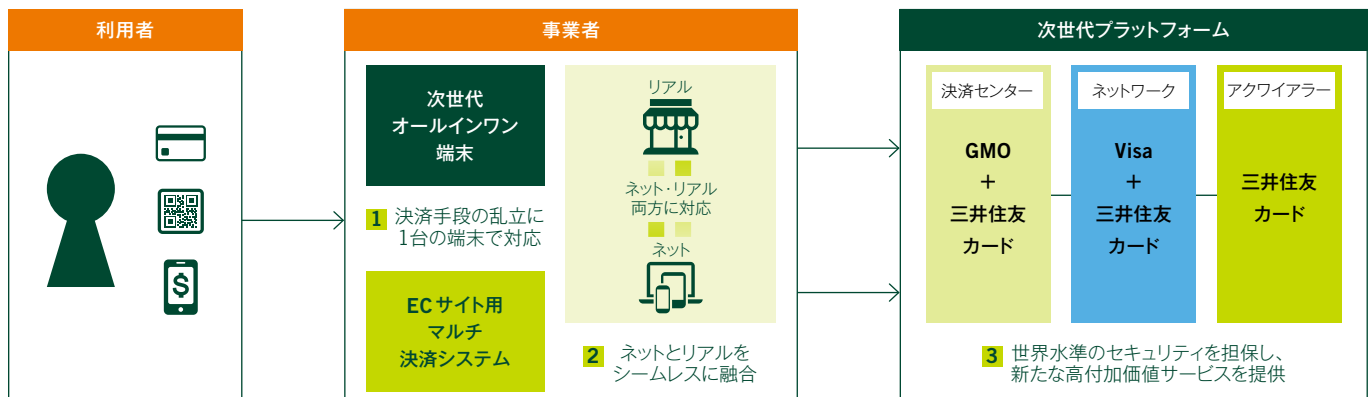 利用者
事業者
次世代
オールインワン
端末
1 決済手段の乱立に
1台の端末で対応
ECサイト用
マルチ
決済システム
リアル
ネット・リアル
両方に対応
ネット
2 ネットとリアルを
シームレスに融合
次世代プラットフォーム
決済センター
GMO
+
三井住友
カード
ネットワーク
Visa
+
三井住友
カード
アクワイアラー
三井住友
カード
3 世界水準のセキュリティを担保し、
新たな高付加価値サービスを提供